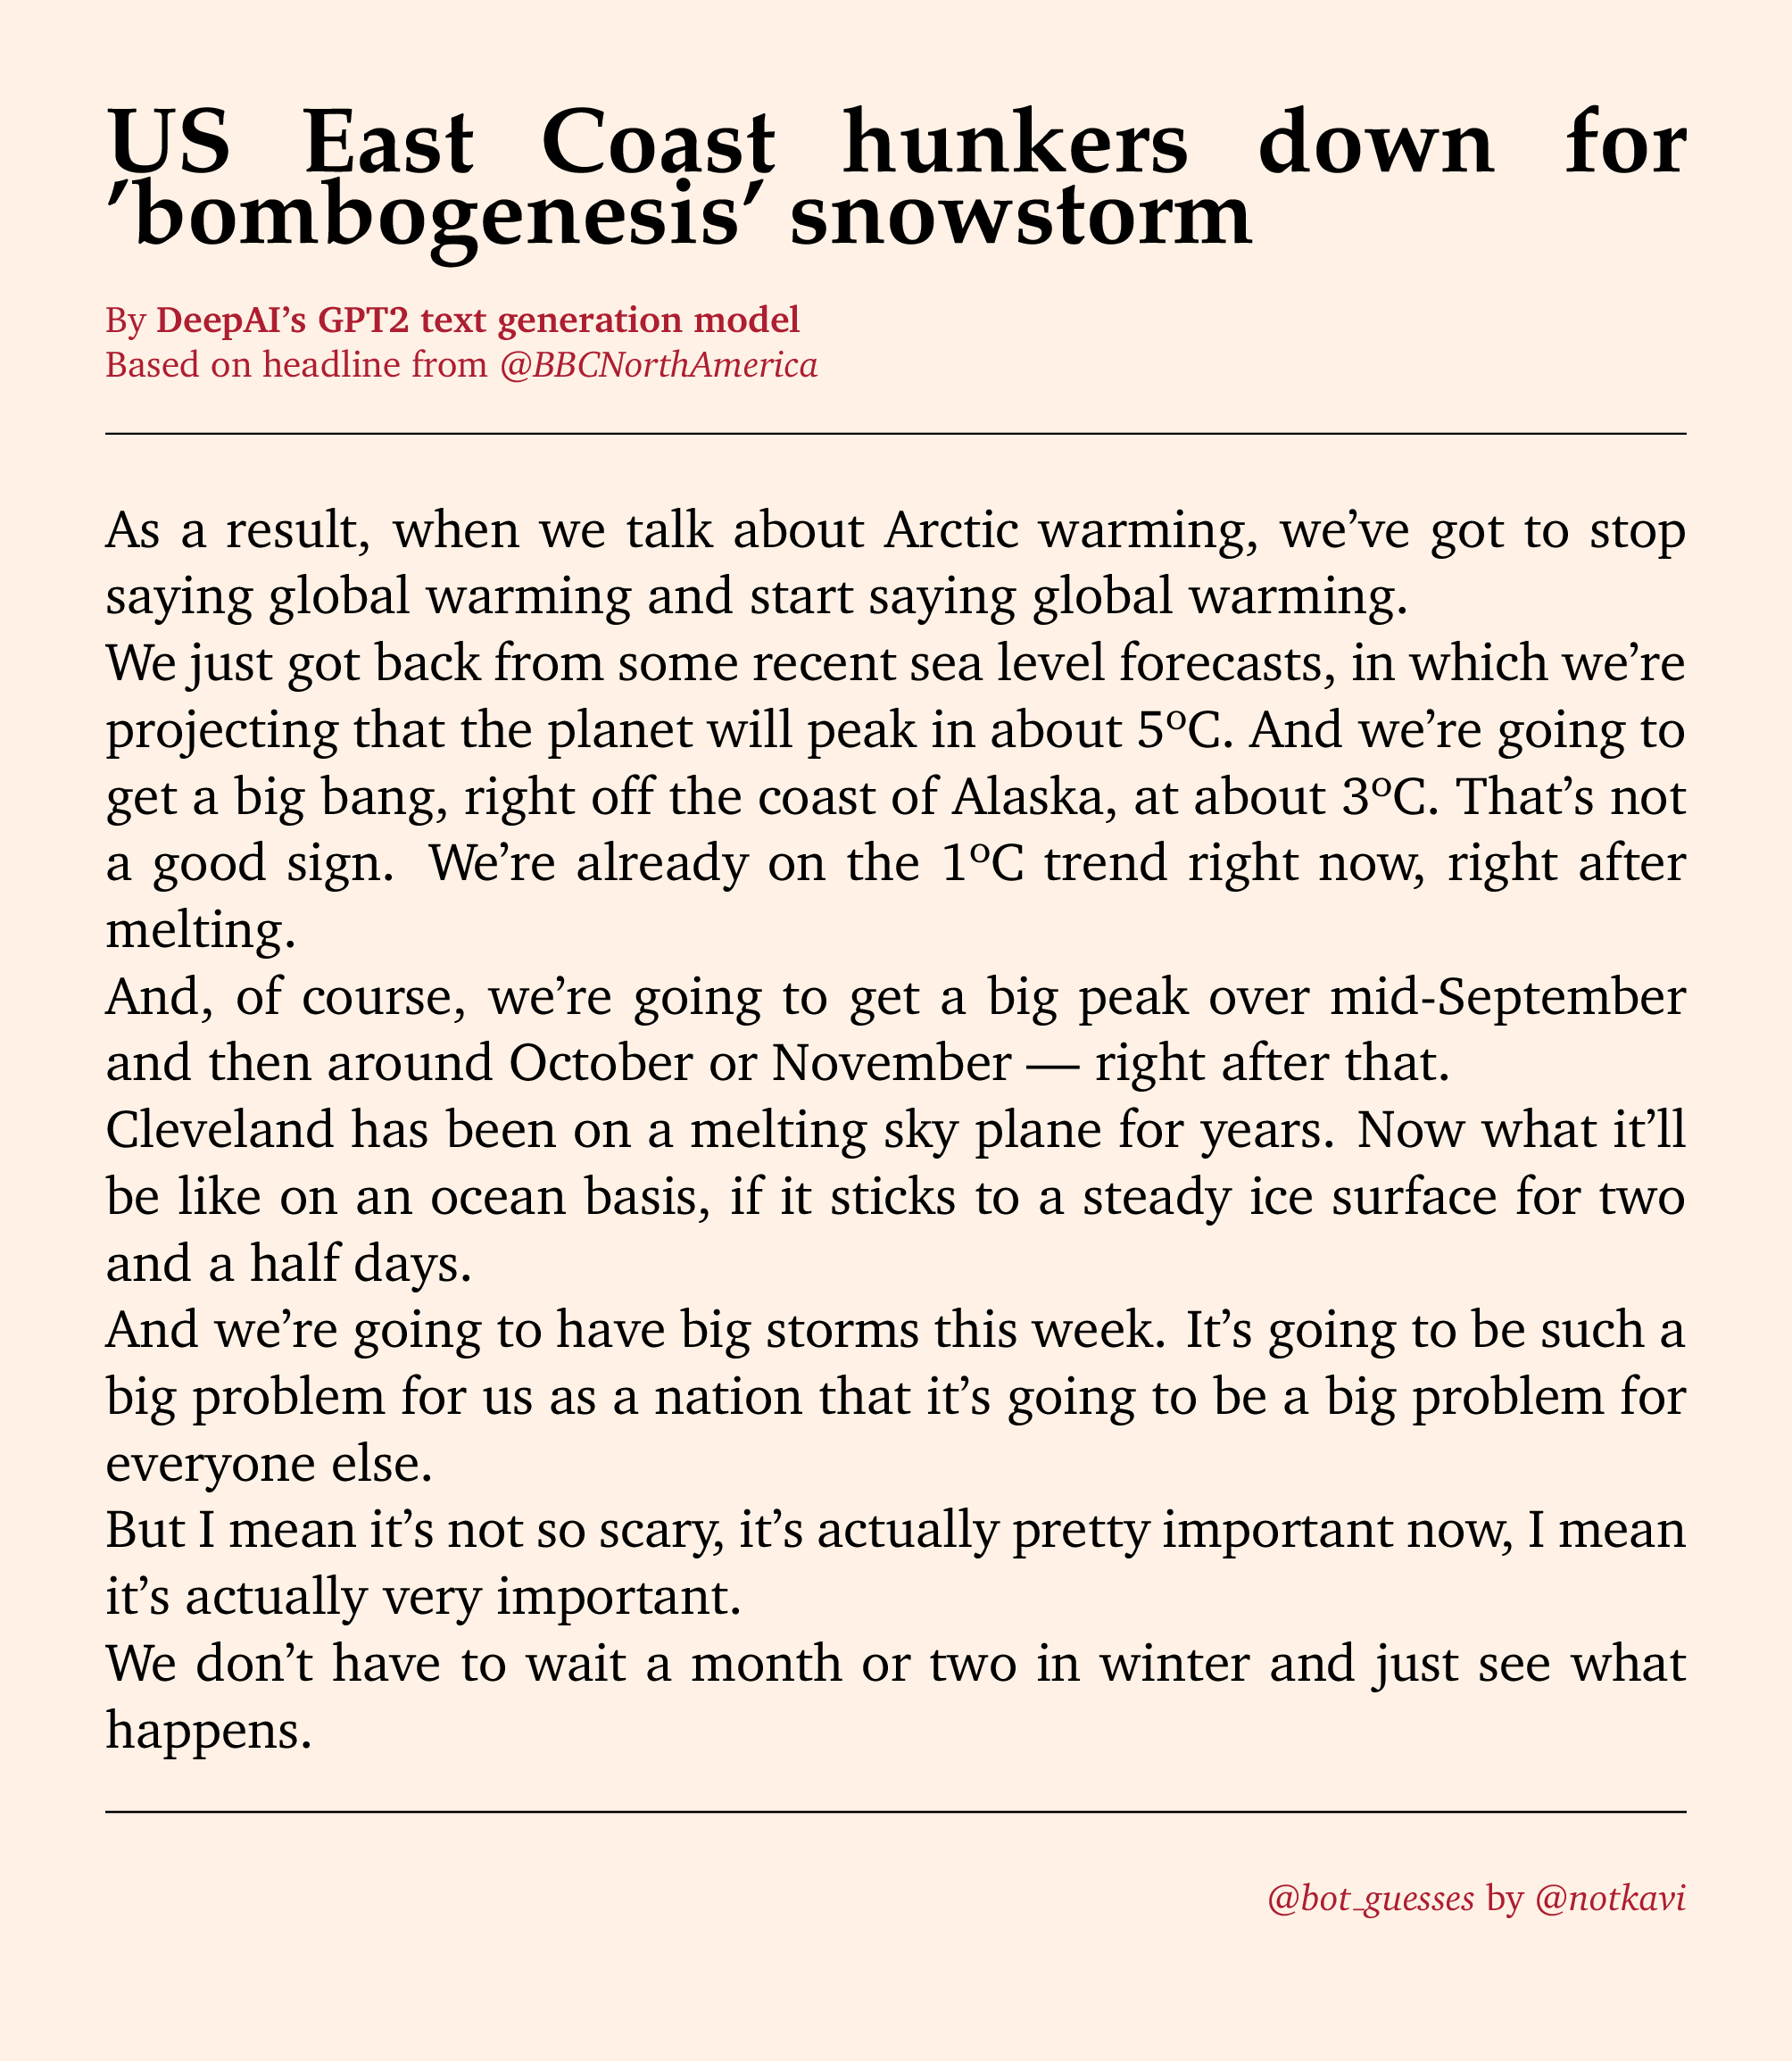 US East Coast hunkers down for
’bombogenesis’ snowstorm
By DeepAI’s GPT2 text generation model
Based on headline from @BBCNorthAmerica
As a result, when we talk about Arctic warming, we’ve got to stop
saying global warming and start saying global warming.
We just got back from some recent sea level forecasts, in which we’re
projecting that the planet will peak in about 5ºC. And we’re going to
get a big bang, right off the coast of Alaska, at about 3ºC. That’s not
a good sign. We’re already on the 1ºC trend right now, right after
melting.
And, of course, we’re going to get a big peak over mid-September
and then around October or November — right after that.
Cleveland has been on a melting sky plane for years. Now what it’ll
be like on an ocean basis, if it sticks to a steady ice surface for two
and a half days.
And we’re going to have big storms this week. It’s going to be such a
big problem for us as a nation that it’s going to be a big problem for
everyone else.
But I mean it’s not so scary, it’s actually pretty important now, I mean
it’s actually very important.
We don’t have to wait a month or two in winter and just see what
happens.
@bot_guesses by @notkavi